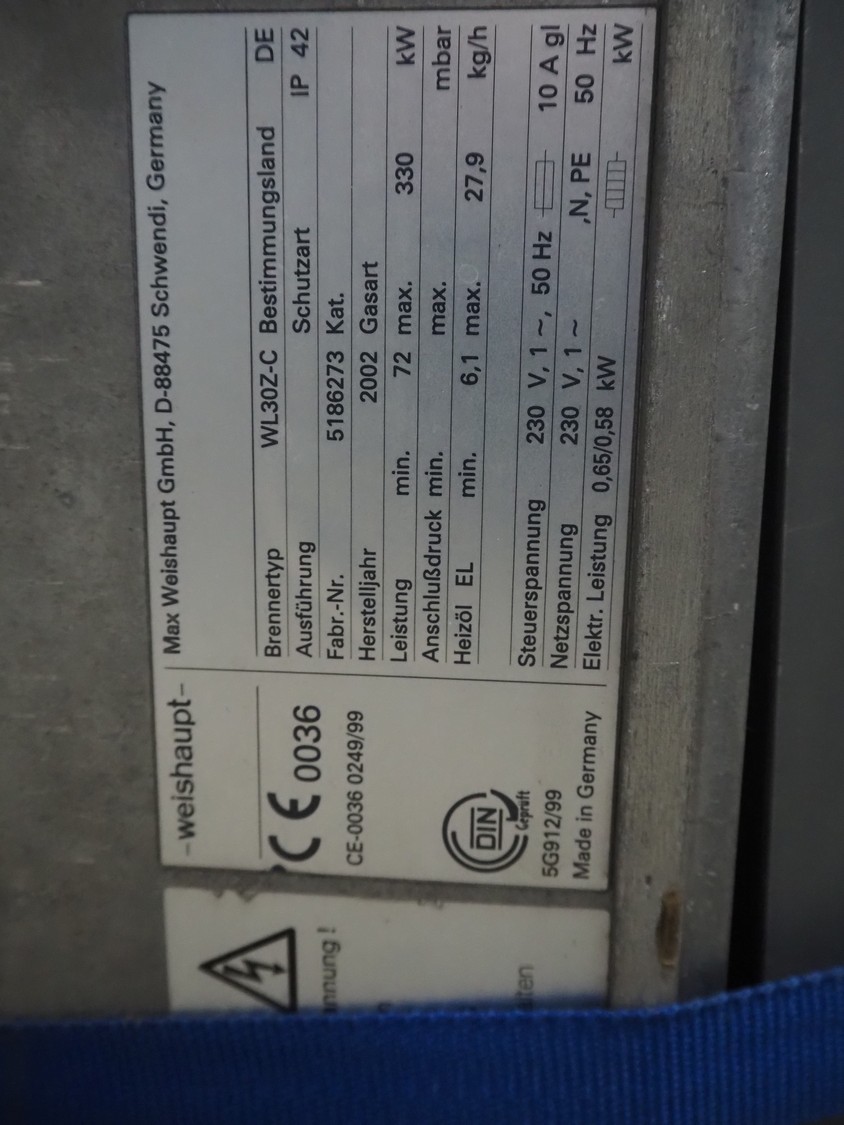 -weishaupt-
Max Weishaupt GmbH, D-88475 Schwendi, Germany
Brennertyp WL30Z-C Bestimmungsland DE
Ausführung Schutzart IP 42
Fabr.-Nr. 5186273 Kat.
Herstelljahr 2002 Gasart
Leistung min. 72 max. 330 kW
Anschlußdruck min. max. mbar
Heizöl EL min. 6,1 max. 27,9 kg/h
Steuerspannung 230 V, 1 ~, 50 Hz 10 A gl
Netzspannung 230 V, 1 ~ ,N, PE 50 Hz
Elektr. Leistung 0,65/0,58 kW kW
CE 0036
CE-0036 0249/99
DIN
Geprüft
5G912/99
Made in Germany
nnung !
lten